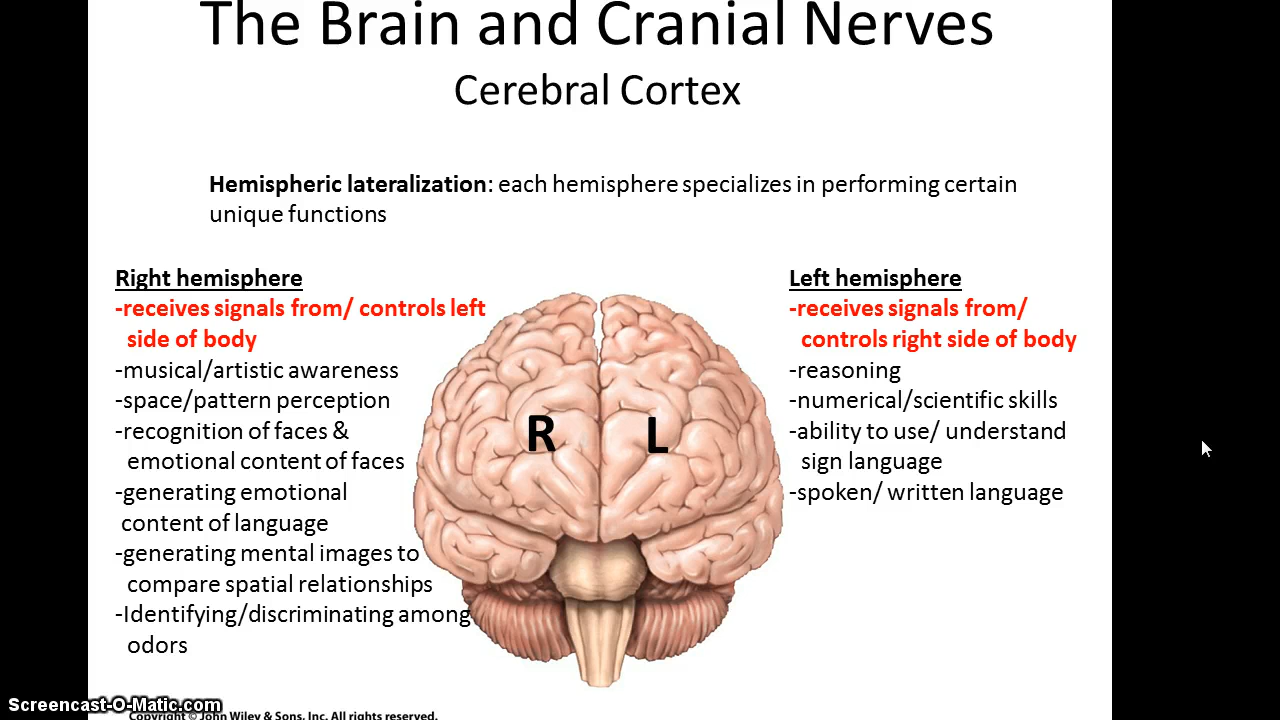 The Brain and Cranial Nerves
Cerebral Cortex
Hemispheric lateralization: each hemisphere specializes in performing certain
unique functions
Right hemisphere
-receives signals from/ controls left
side of body
-musical/artistic awareness
-space/pattern perception
-recognition of faces &
emotional content of faces
-generating emotional
content of language
-generating mental images to
compare spatial relationships
-Identifying/discriminating among
odors
R
L
Left hemisphere
-receives signals from/
controls right side of body
-reasoning
-numerical/scientific skills
-ability to use/ understand
sign language
-spoken/ written language
Screencast-O-Matic.com
Copyright © John Wiley & Sons, Inc. All rights reserved.